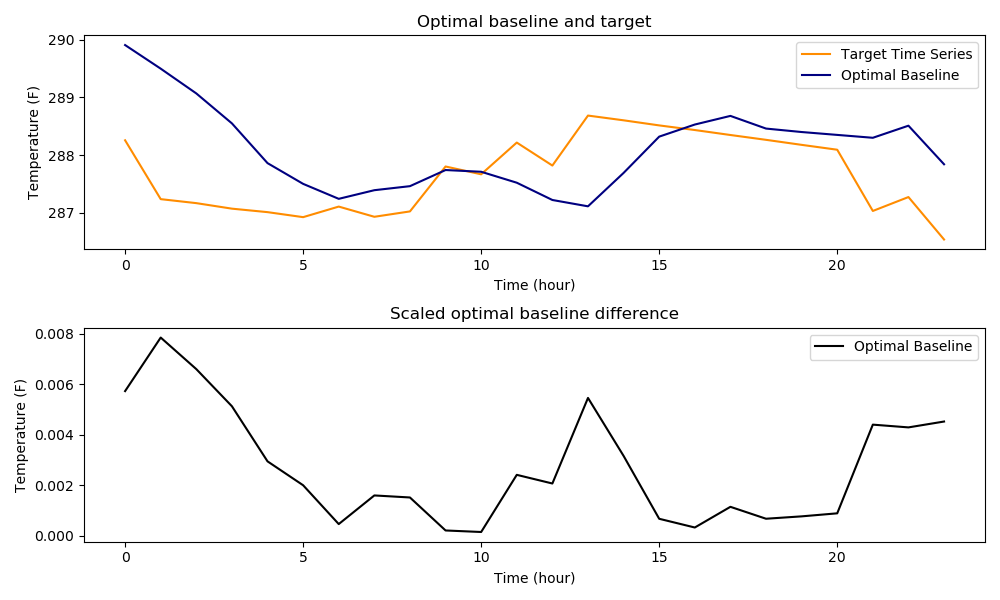 Optimal baseline and target
290
289
288
287
Temperature (F)
Target Time Series
Optimal Baseline
0 5 10 15 20
Time (hour)
Scaled optimal baseline difference
0.008
0.006
0.004
0.002
0.000
Temperature (F)
Optimal Baseline
0 5 10 15 20
Time (hour)